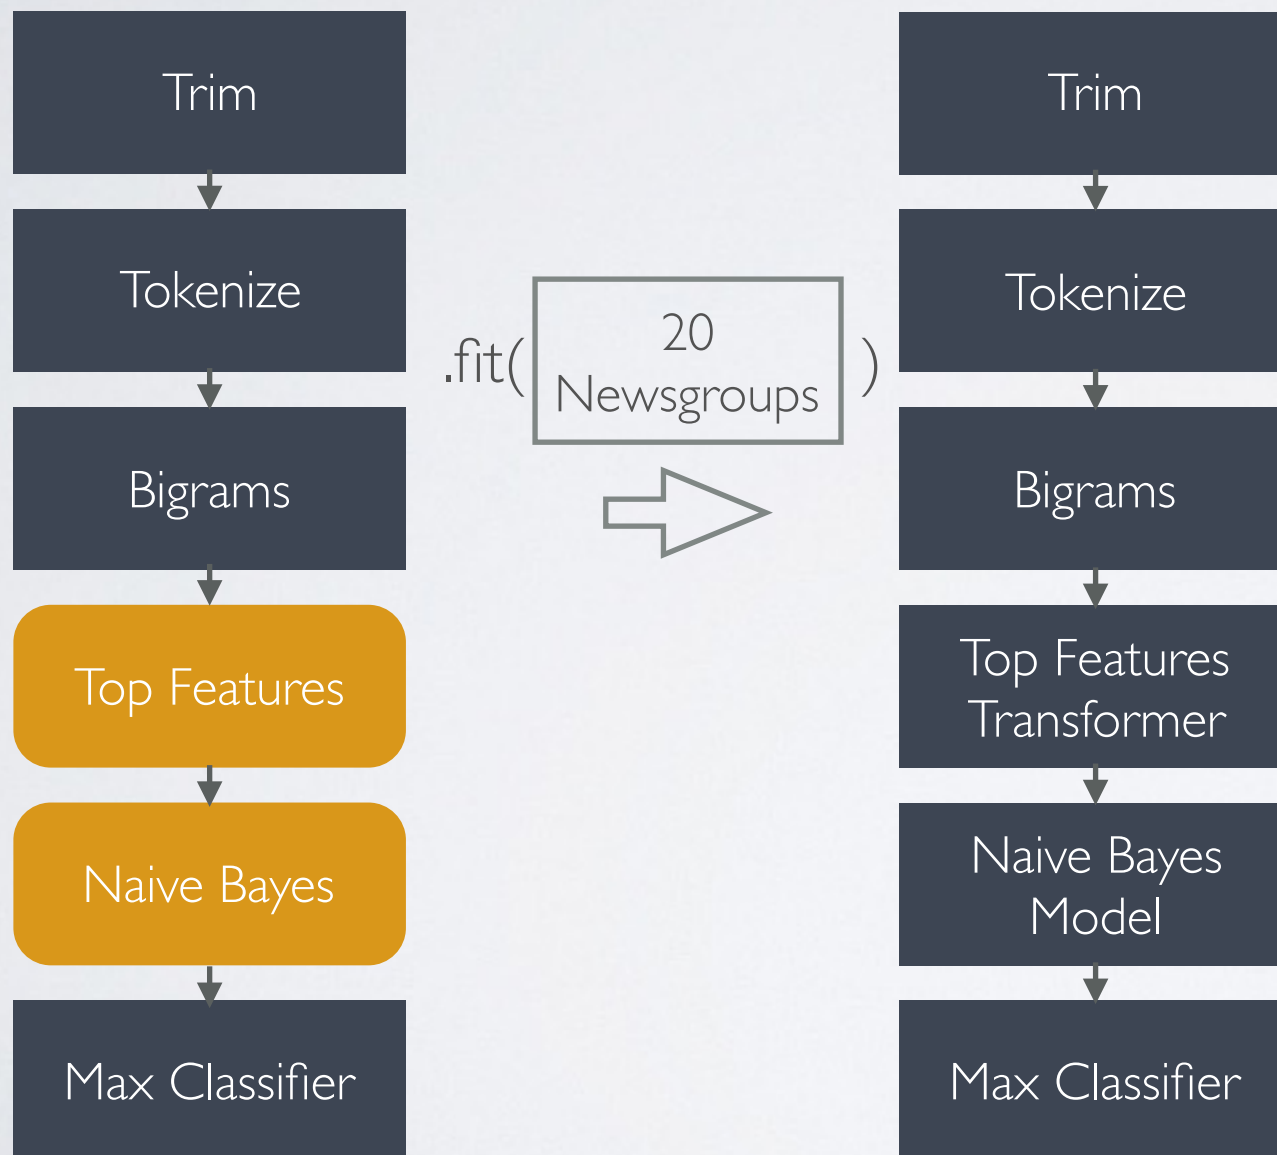 Trim
Tokenize
Bigrams
Top Features
Naive Bayes
Max Classifier
.fit(
20
Newsgroups
)
Trim
Tokenize
Bigrams
Top Features
Transformer
Naive Bayes
Model
Max Classifier